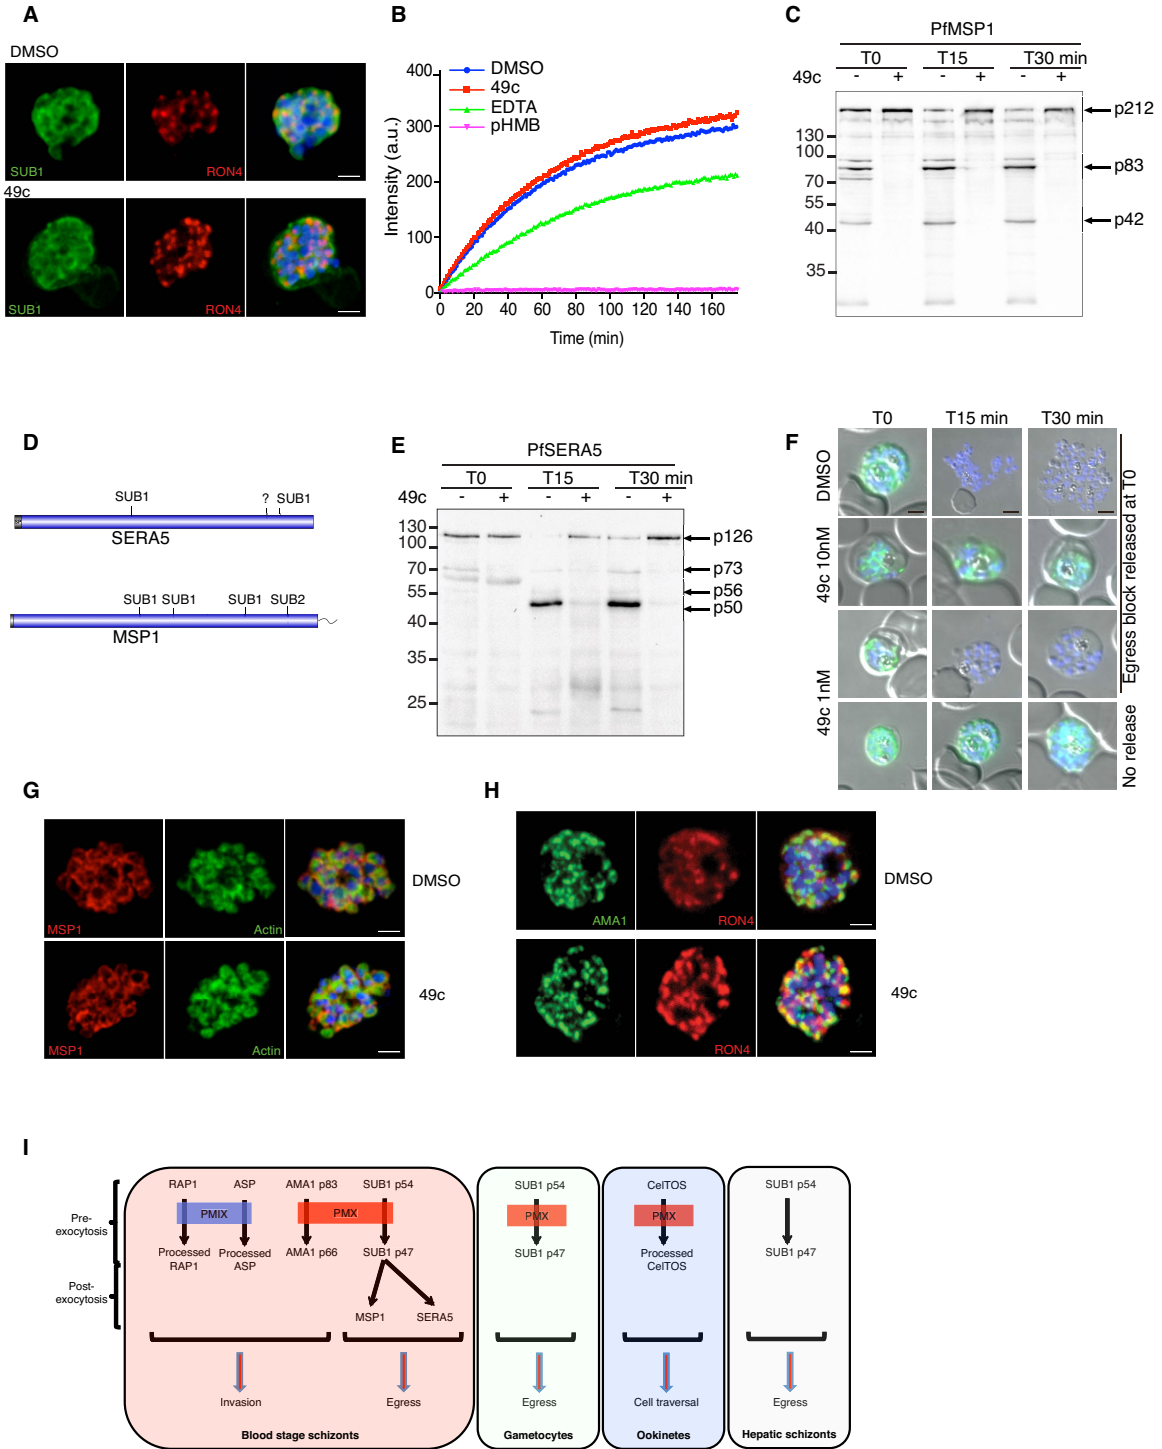 A
DMSO
SUB1
RON4
49c
SUB1
RON4
B
DMSO
49c
EDTA
pHMB
Intensity (a.u.)
400
300
200
100
0
0 20 40 60 80 100 120 140 160
Time (min)
C
PfMSP1
T0 T15 T30 min
49c - + - + - +
p212
130
100
p83
70
55
p42
40
35
D
SUB1 ? SUB1
SERA5
SUB1 SUB1 SUB1 SUB2
MSP1
E
PfSERA5
T0 T15 T30 min
49c - + - + - +
130
p126
100
70
p73
55
p56
p50
40
35
25
F
T0 T15 min T30 min
DMSO
49c 10nM
49c 1nM
Egress block released at T0
No release
G
MSP1
Actin
DMSO
MSP1
Actin
49c
H
AMA1
RON4
DMSO
RON4
49c
I
Pre-
exocytosis
Post-
exocytosis
RAP1 ASP AMA1 p83 SUB1 p54
PMIX PMX
Processed
RAP1
Processed
ASP
AMA1 p66
SUB1 p47
MSP1 SERA5
Invasion Egress
Blood stage schizonts
SUB1 p54
PMX
SUB1 p47
Egress
Gametocytes
CelTOS
PMX
Processed
CelTOS
Cell traversal
Ookinetes
SUB1 p54
SUB1 p47
Egress
Hepatic schizonts